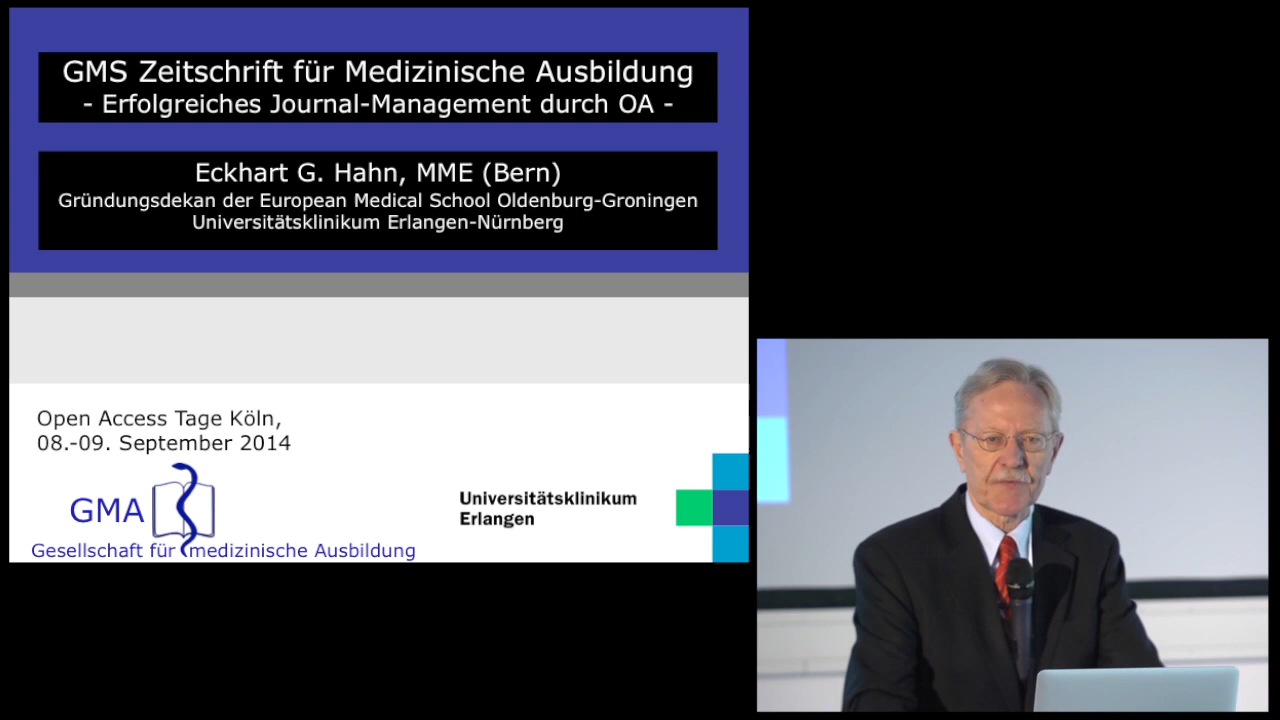 GMS Zeitschrift für Medizinische Ausbildung
- Erfolgreiches Journal-Management durch OA -
Eckhart G. Hahn, MME (Bern)
Gründungsdekan der European Medical School Oldenburg-Groningen
Universitätsklinikum Erlangen-Nürnberg
Open Access Tage Köln,
08.-09. September 2014
GMA
Gesellschaft für medizinische Ausbildung
Universitätsklinikum
Erlangen